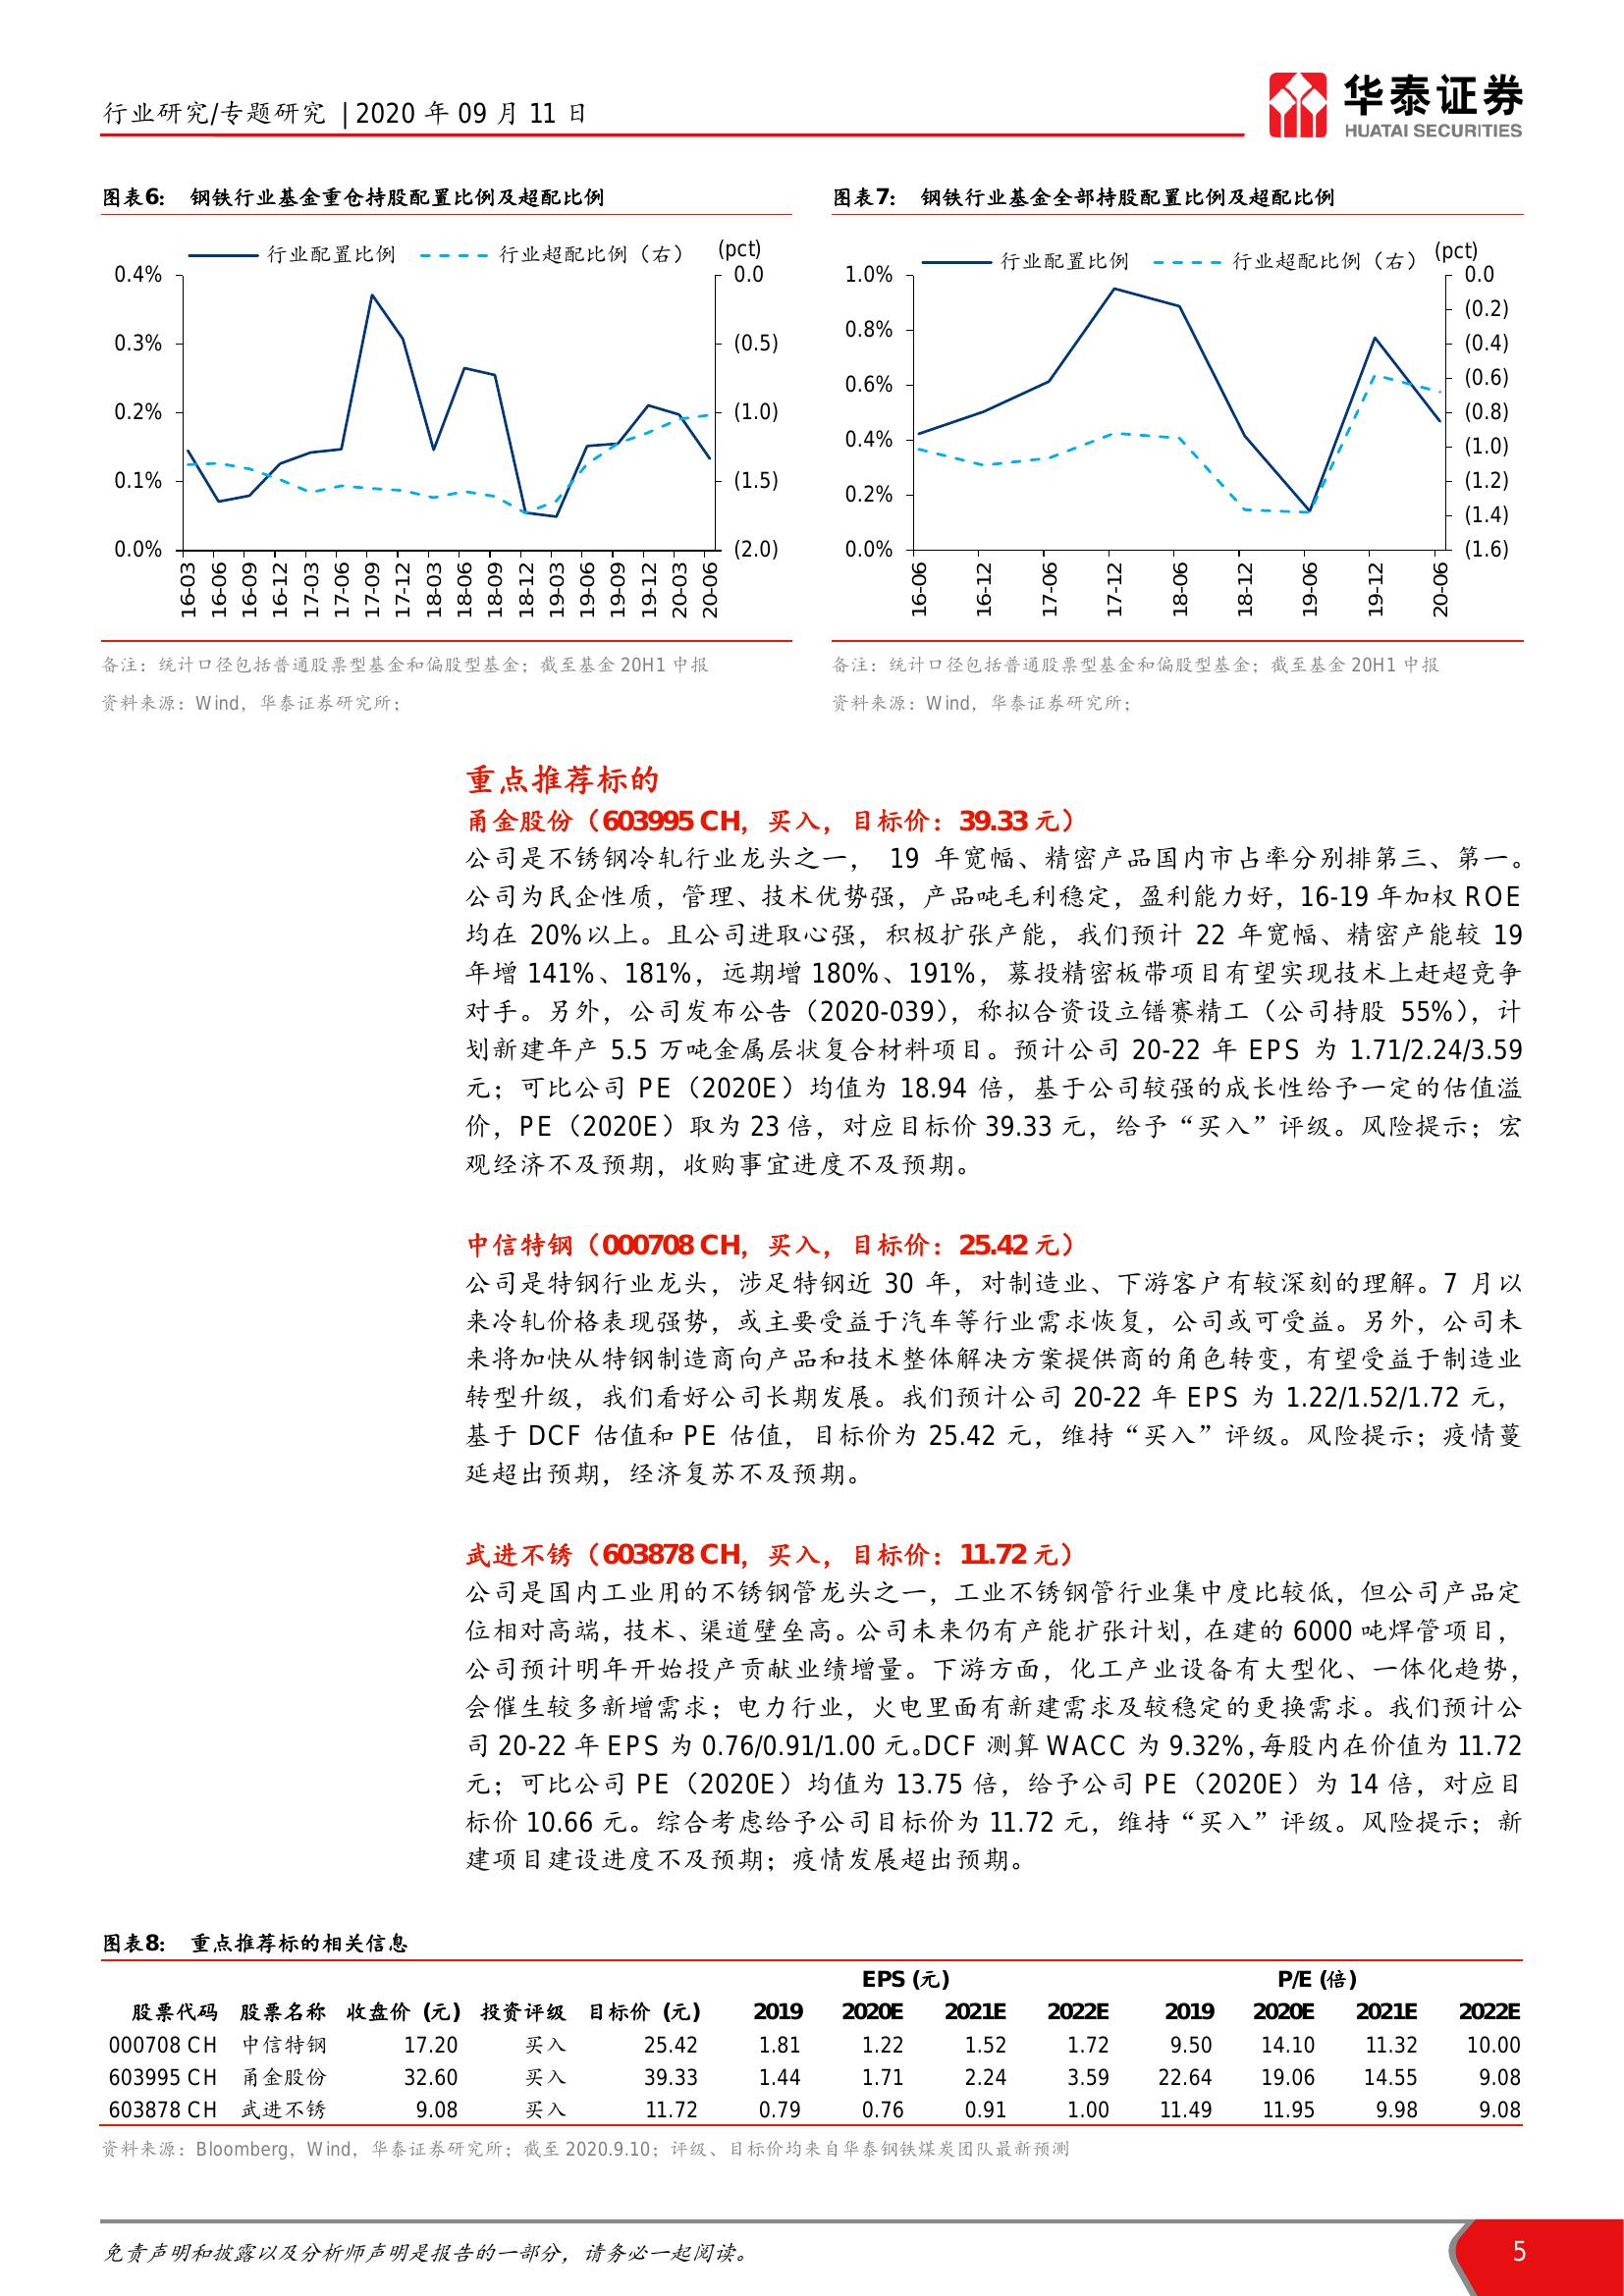 行业研究/专题研究 | 2020 年 09 月 11 日
华泰证券
HUATAI SECURITIES
图表6： 钢铁行业基金重仓持股配置比例及超配比例
行业配置比例 行业超配比例（右） (pct)
0.4%
0.3%
0.2%
0.1%
0.0%
0.0
(0.5)
(1.0)
(1.5)
(2.0)
16-03 16-06 16-09 16-12 17-03 17-06 17-09 17-12 18-03 18-06 18-09 18-12 19-03 19-06 19-09 19-12 20-03 20-06
备注：统计口径包括普通股票型基金和偏股型基金；截至基金 20H1 中报
资料来源：Wind，华泰证券研究所；
图表7： 钢铁行业基金全部持股配置比例及超配比例
行业配置比例 行业超配比例（右） (pct)
1.0%
0.8%
0.6%
0.4%
0.2%
0.0%
0.0
(0.2)
(0.4)
(0.6)
(0.8)
(1.0)
(1.2)
(1.4)
(1.6)
16-06 16-12 17-06 17-12 18-06 18-12 19-06 19-12 20-06
备注：统计口径包括普通股票型基金和偏股型基金；截至基金 20H1 中报
资料来源：Wind，华泰证券研究所；
重点推荐标的
甬金股份（603995 CH，买入，目标价：39.33 元）
公司是不锈钢冷轧行业龙头之一， 19 年宽幅、精密产品国内市占率分别排第三、第一。
公司为民企性质，管理、技术优势强，产品吨毛利稳定，盈利能力好，16-19 年加权 ROE
均在 20%以上。且公司进取心强，积极扩张产能，我们预计 22 年宽幅、精密产能较 19
年增 141%、181%，远期增 180%、191%，募投精密板带项目有望实现技术上赶超竞争
对手。另外，公司发布公告（2020-039），称拟合资设立镨赛精工（公司持股 55%），计
划新建年产 5.5 万吨金属层状复合材料项目。预计公司 20-22 年 EPS 为 1.71/2.24/3.59
元；可比公司 PE（2020E）均值为 18.94 倍，基于公司较强的成长性给予一定的估值溢
价，PE（2020E）取为 23 倍，对应目标价 39.33 元，给予“买入”评级。风险提示；宏
观经济不及预期，收购事宜进度不及预期。
中信特钢（000708 CH，买入，目标价：25.42 元）
公司是特钢行业龙头，涉足特钢近 30 年，对制造业、下游客户有较深刻的理解。7 月以
来冷轧价格表现强势，或主要受益于汽车等行业需求恢复，公司或可受益。另外，公司未
来将加快从特钢制造商向产品和技术整体解决方案提供商的角色转变，有望受益于制造业
转型升级，我们看好公司长期发展。我们预计公司 20-22 年 EPS 为 1.22/1.52/1.72 元，
基于 DCF 估值和 PE 估值，目标价为 25.42 元，维持“买入”评级。风险提示；疫情蔓
延超出预期，经济复苏不及预期。
武进不锈（603878 CH，买入，目标价：11.72 元）
公司是国内工业用的不锈钢管龙头之一，工业不锈钢管行业集中度比较低，但公司产品定
位相对高端，技术、渠道壁垒高。公司未来仍有产能扩张计划，在建的 6000 吨焊管项目，
公司预计明年开始投产贡献业绩增量。下游方面，化工产业设备有大型化、一体化趋势，
会催生较多新增需求；电力行业，火电里面有新建需求及较稳定的更换需求。我们预计公
司 20-22 年 EPS 为 0.76/0.91/1.00 元。DCF 测算 WACC 为 9.32%，每股内在价值为 11.72
元；可比公司 PE（2020E）均值为 13.75 倍，给予公司 PE（2020E）为 14 倍，对应目
标价 10.66 元。综合考虑给予公司目标价为 11.72 元，维持“买入”评级。风险提示；新
建项目建设进度不及预期；疫情发展超出预期。
图表8： 重点推荐标的相关信息
EPS (元) P/E (倍)
股票代码 股票名称 收盘价 (元) 投资评级 目标价 (元) 2019 2020E 2021E 2022E 2019 2020E 2021E 2022E
000708 CH 中信特钢 17.20 买入 25.42 1.81 1.22 1.52 1.72 9.50 14.10 11.32 10.00
603995 CH 甬金股份 32.60 买入 39.33 1.44 1.71 2.24 3.59 22.64 19.06 14.55 9.08
603878 CH 武进不锈 9.08 买入 11.72 0.79 0.76 0.91 1.00 11.49 11.95 9.98 9.08
资料来源：Bloomberg，Wind，华泰证券研究所；截至 2020.9.10；评级、目标价均来自华泰钢铁煤炭团队最新预测
免责声明和披露以及分析师声明是报告的一部分，请务必一起阅读。
5